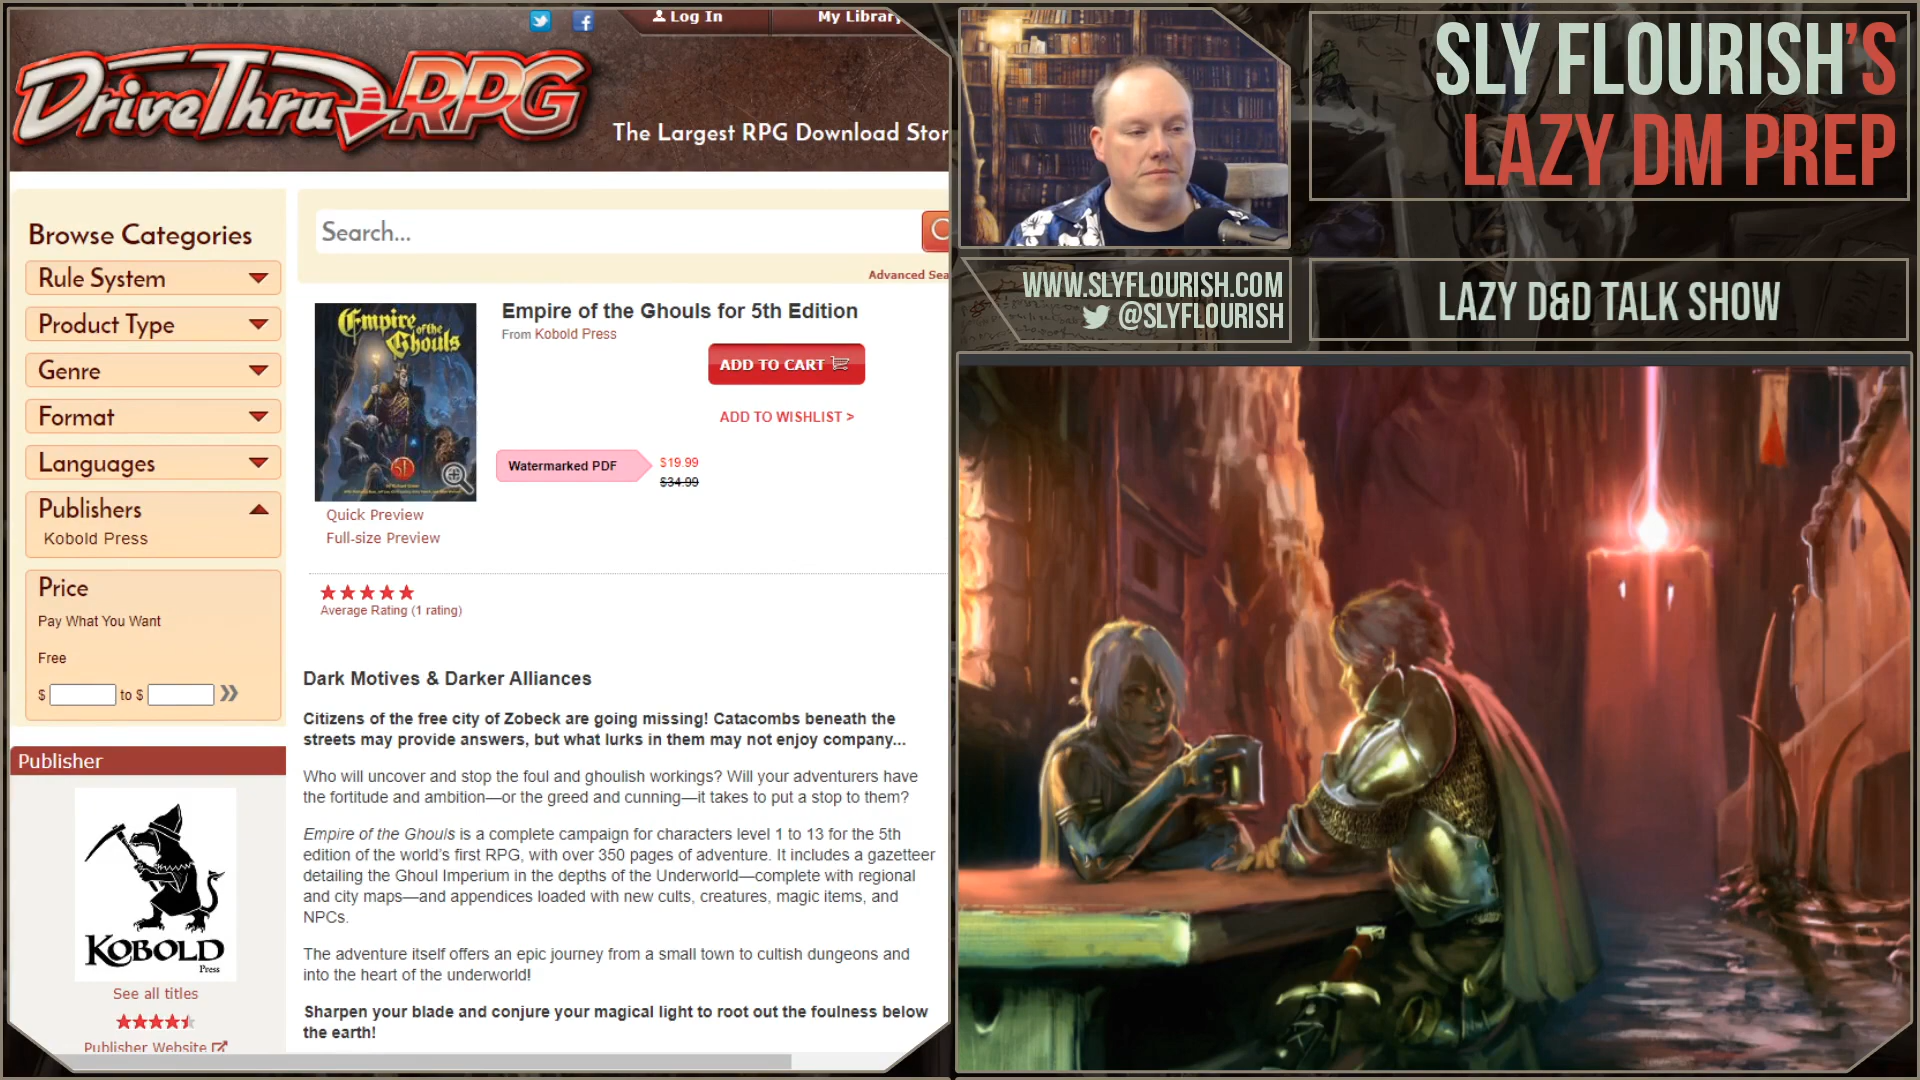 Log In
My Library
DriveThruRPG
The Largest RPG Download Stor
Browse Categories
Rule System
Product Type
Genre
Format
Languages
Publishers
Kobold Press
Price
Pay What You Want
Free
$ to $
Publisher
KOBOLD
Press
See all titles
Publisher Website
Search...
Advanced Sea
Empire of the Ghouls
Empire of the Ghouls for 5th Edition
From Kobold Press
ADD TO CART
ADD TO WISHLIST >
Watermarked PDF
$19.99
$34.99
Quick Preview
Full-size Preview
Average Rating (1 rating)
Dark Motives & Darker Alliances
Citizens of the free city of Zobeck are going missing! Catacombs beneath the
streets may provide answers, but what lurks in them may not enjoy company...
Who will uncover and stop the foul and ghoulish workings? Will your adventurers have
the fortitude and ambition—or the greed and cunning—it takes to put a stop to them?
Empire of the Ghouls is a complete campaign for characters level 1 to 13 for the 5th
edition of the world's first RPG, with over 350 pages of adventure. It includes a gazetteer
detailing the Ghoul Imperium in the depths of the Underworld—complete with regional
and city maps—and appendices loaded with new cults, creatures, magic items, and
NPCs.
The adventure itself offers an epic journey from a small town to cultish dungeons and
into the heart of the underworld!
Sharpen your blade and conjure your magical light to root out the foulness below
the earth!
WWW.SLYFLOURISH.COM
@SLYFLOURISH
SLY FLOURISH'S
LAZY DM PREP
LAZY D&D TALK SHOW